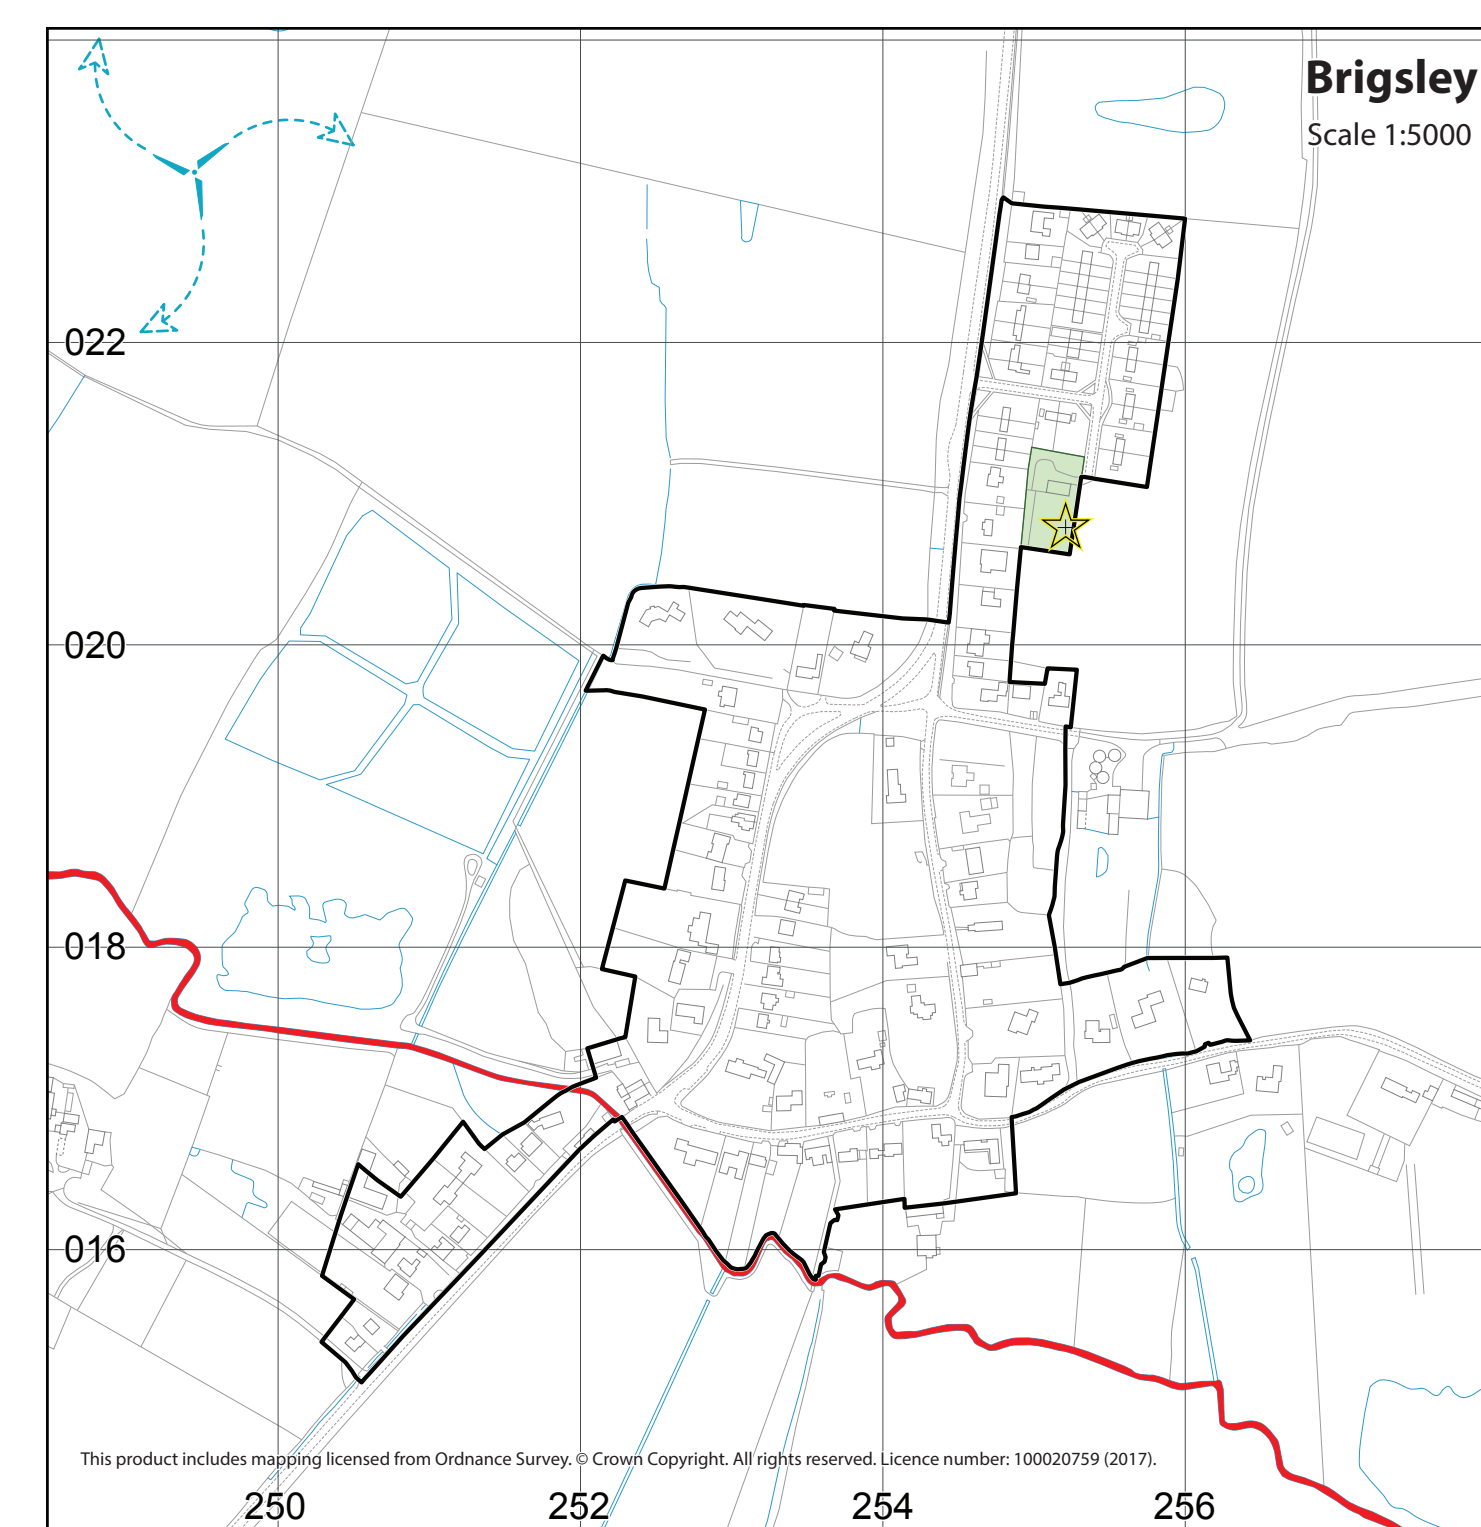 Brigsley
Scale 1:5000
022
020
018
016
This product includes mapping licensed from Ordnance Survey. © Crown Copyright. All rights reserved. Licence number: 100020759 (2017).
250 252 254 256